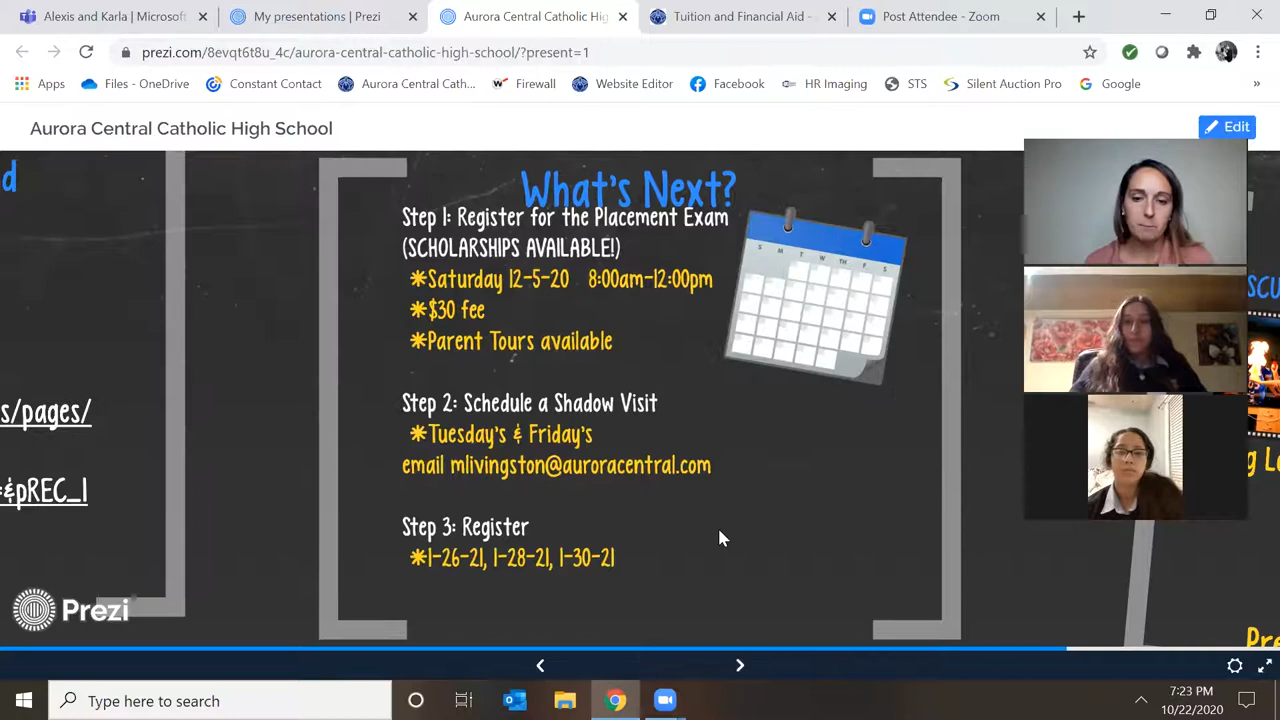 Alexis and Karla | Microsoft
My presentations | Prezi
Aurora Central Catholic Hig
Tuition and Financial Aid -
Post Attendee - Zoom
prezi.com/8evqt6t8u_4c/aurora-central-catholic-high-school/?present=1
Apps
Files - OneDrive
Constant Contact
Aurora Central Cath...
Firewall
Website Editor
Facebook
HR Imaging
STS
Silent Auction Pro
Google
»
Aurora Central Catholic High School
Edit
d
What's Next?
Step 1: Register for the Placement Exam
(SCHOLARSHIPS AVAILABLE!)
*Saturday 12-5-20 8:00am-12:00pm
*$30 fee
*Parent Tours available
S M T W TH F S
Step 2: Schedule a Shadow Visit
*Tuesday's & Friday's
email mlivingston@auroracentral.com
Step 3: Register
*1-26-21, 1-28-21, 1-30-21
s/pages/
=&pREC_1
SCU
g Le
Pre
Prezi
Type here to search
7:23 PM
10/22/2020